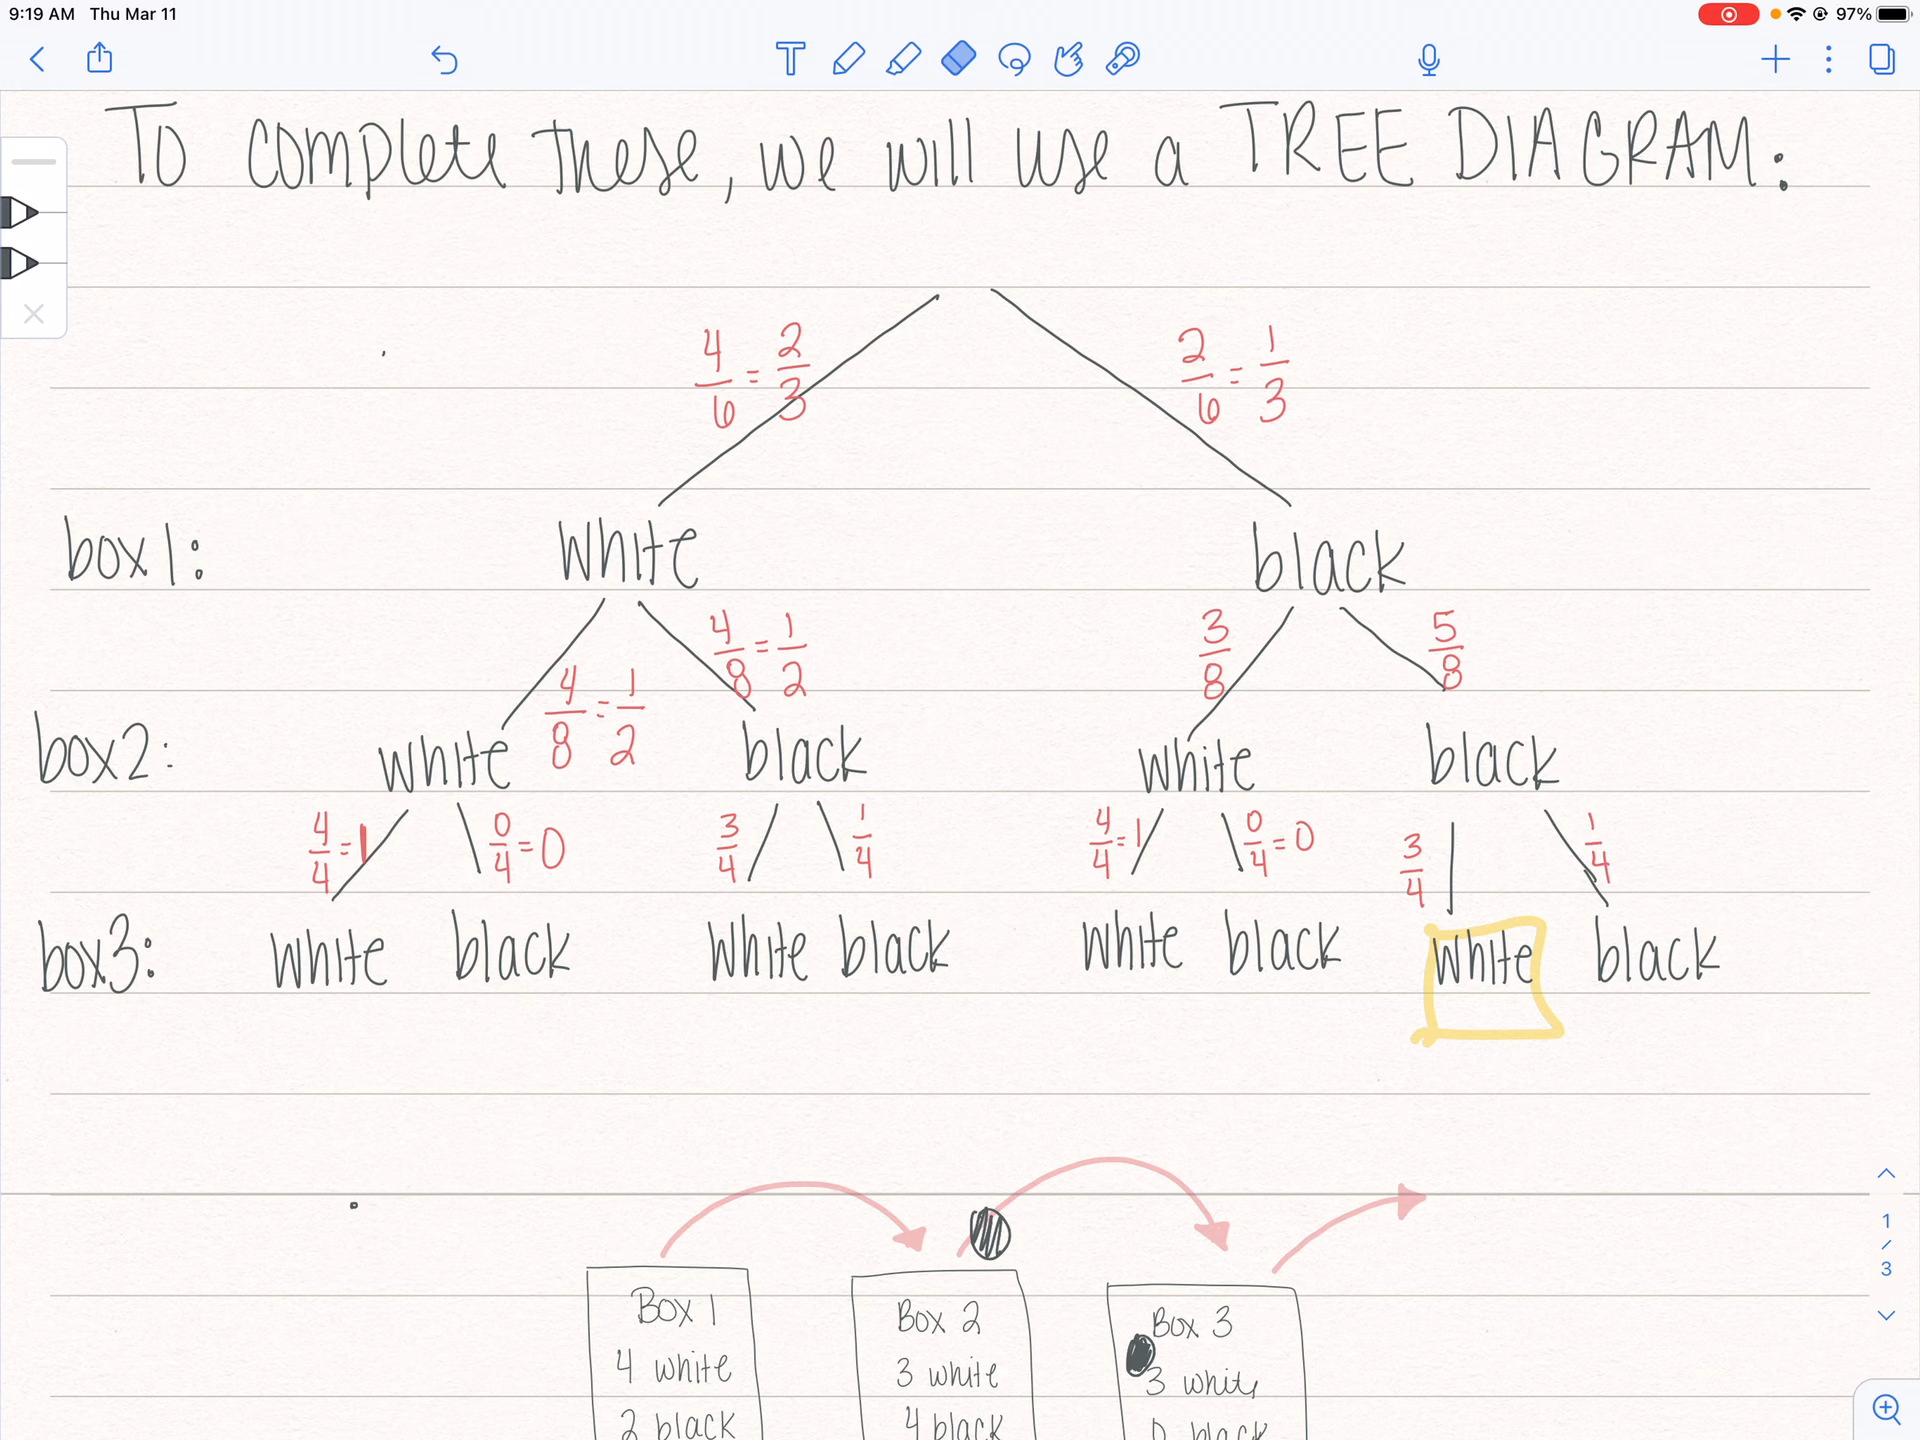 9:19 AM Thu Mar 11
97%
To complete these, we will use a TREE DIAGRAM:
4/6 = 2/3
2/6 = 1/3
box1: white black
4/8 = 1/2
3/8
5/8
4/8 = 1/2
box2: white black white black
4/4 = 1
0/4 = 0
3/4
1/4
4/4 = 1
0/4 = 0
3/4
1/4
box3: white black white black white black white black
1
/
3
Box 1
4 white
2 black
Box 2
3 white
4 black
Box 3
3 white
0 black